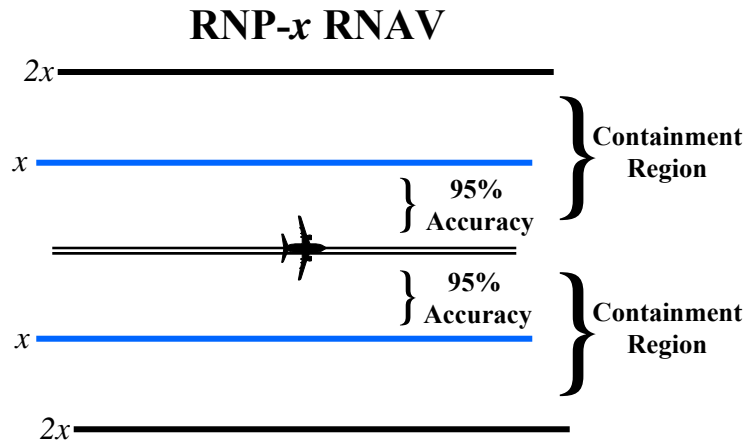 RNP-x RNAV
2x
Containment
Region
x
95%
Accuracy
95%
Accuracy
Containment
Region
x
2x